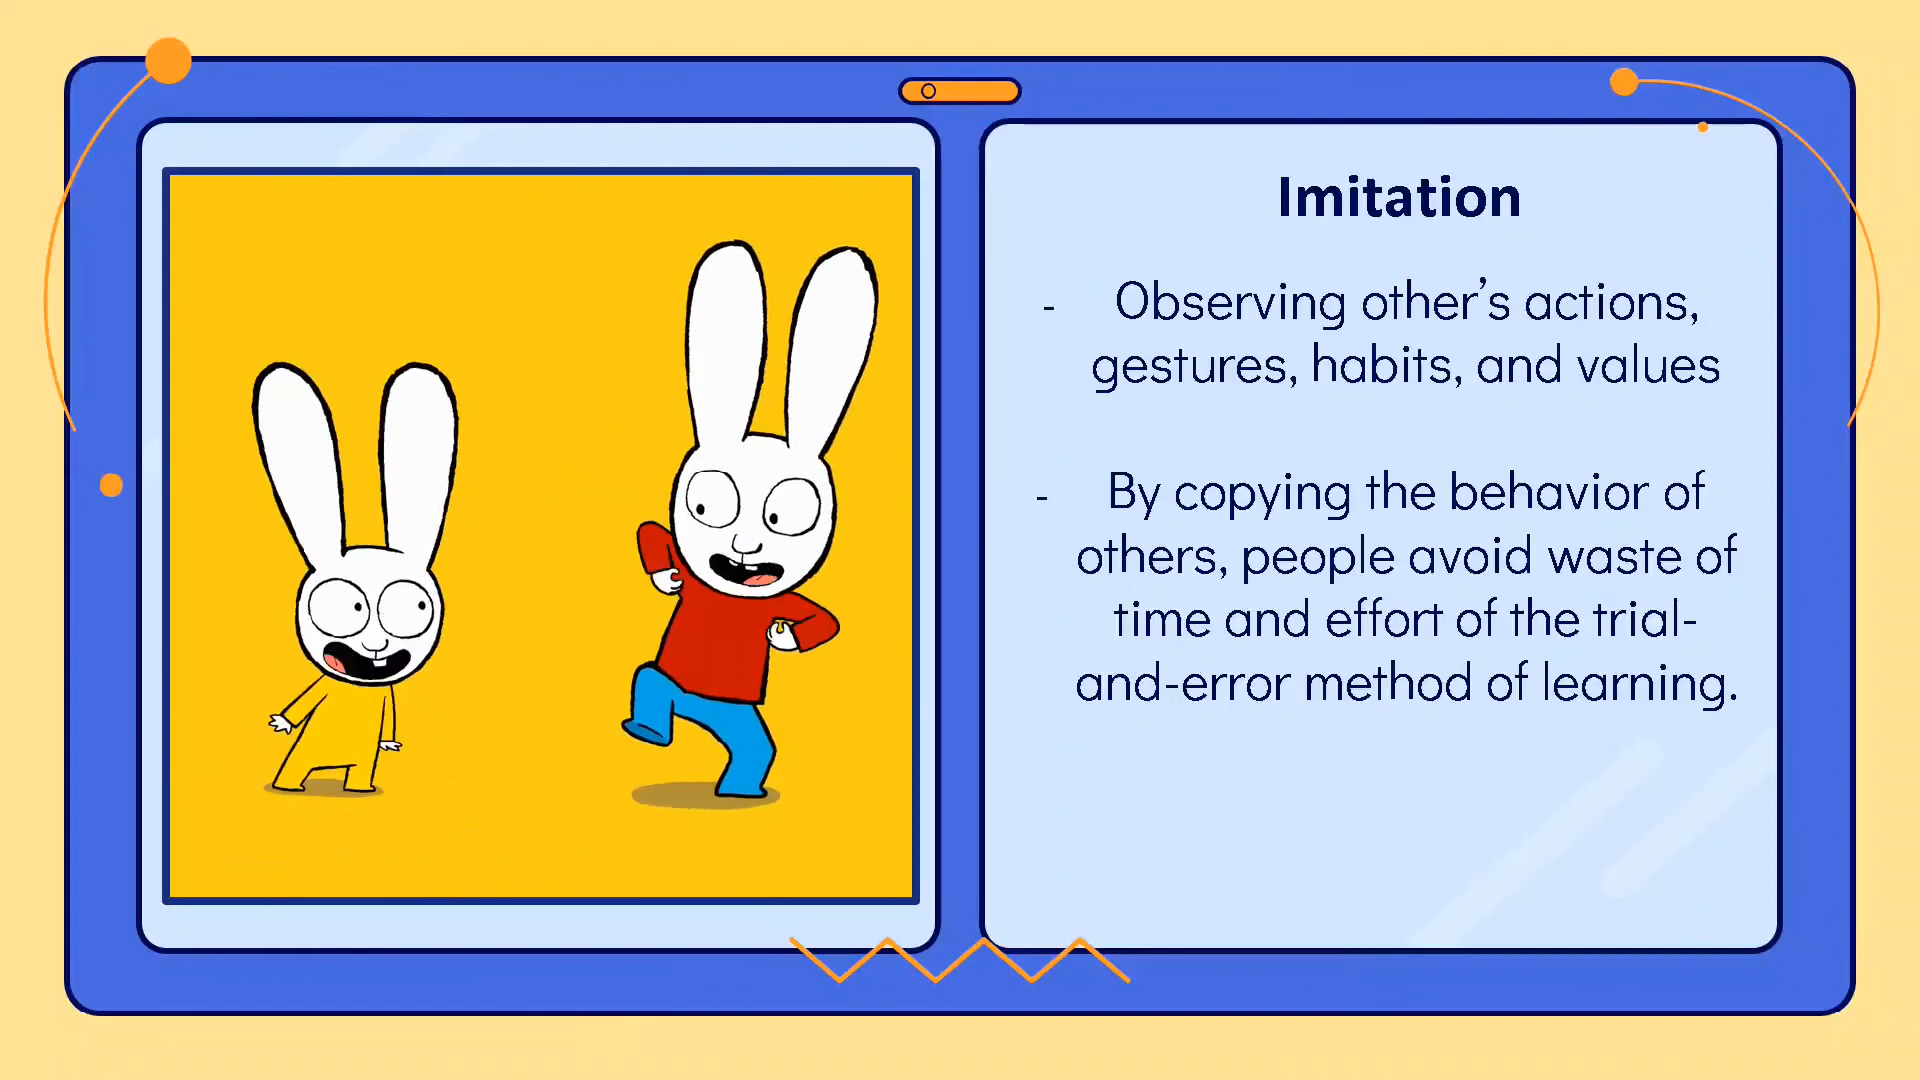 Imitation
- Observing other’s actions,
gestures, habits, and values
- By copying the behavior of
others, people avoid waste of
time and effort of the trial-
and-error method of learning.